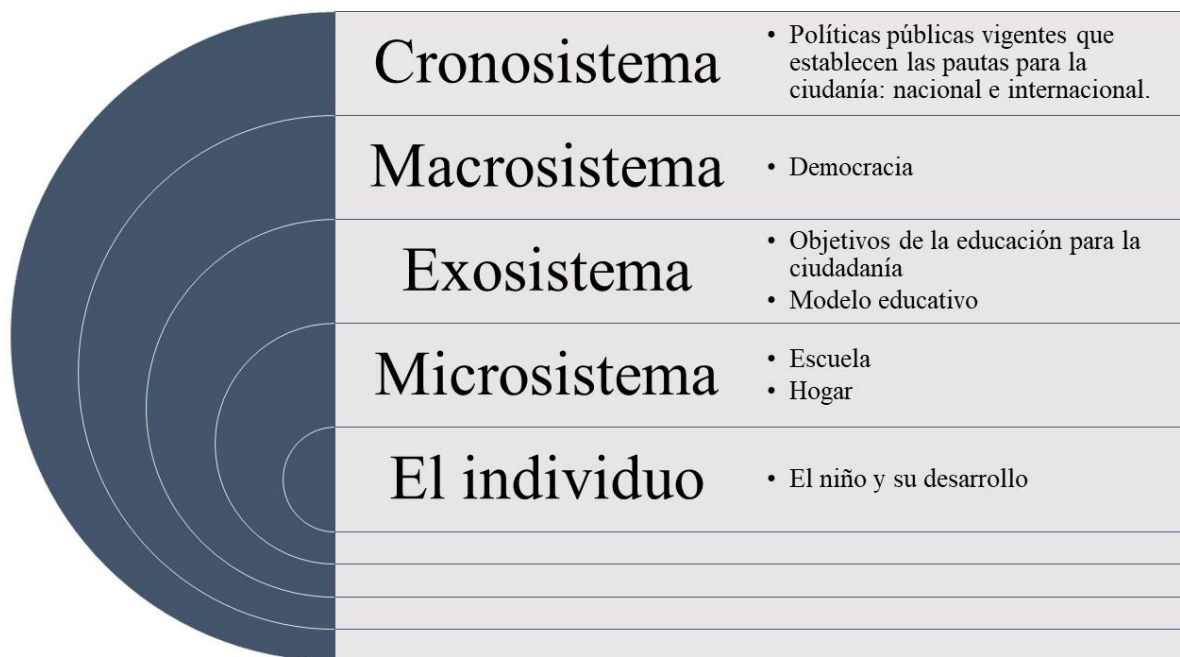 Cronosistema
• Políticas públicas vigentes que
establecen las pautas para la
ciudanía: nacional e internacional.
Macrosistema
• Democracia
Exosistema
• Objetivos de la educación para la
ciudadanía
• Modelo educativo
Microsistema
• Escuela
• Hogar
El individuo
• El niño y su desarrollo